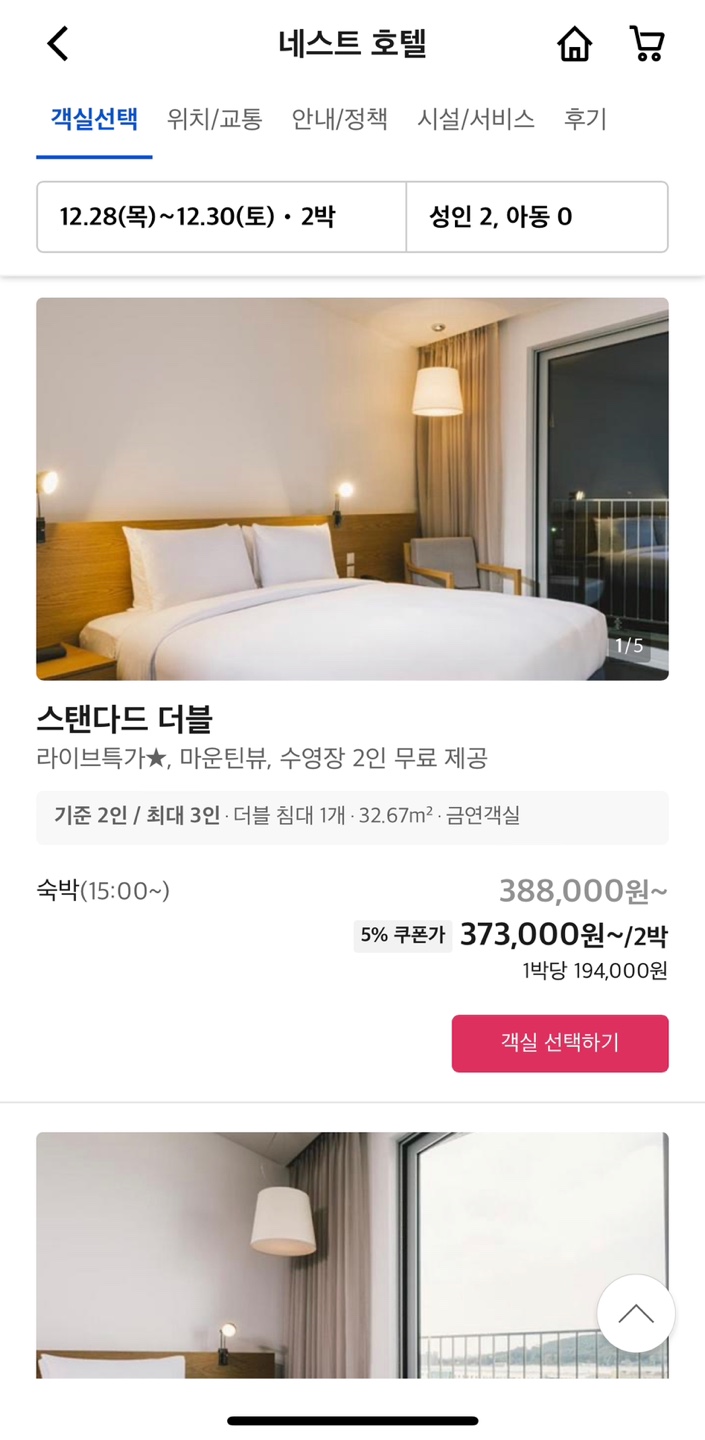 네스트 호텔
객실선택 위치/교통 안내/정책 시설/서비스 후기
12.28(목)~12.30(토) • 2박 성인 2, 아동 0
1/5
스탠다드 더블
라이브특가★, 마운틴뷰, 수영장 2인 무료 제공
기준 2인 / 최대 3인 · 더블 침대 1개 · 32.67m² · 금연객실
숙박(15:00~) 388,000원~
5% 쿠폰가 373,000원~/2박
1박당 194,000원
객실 선택하기